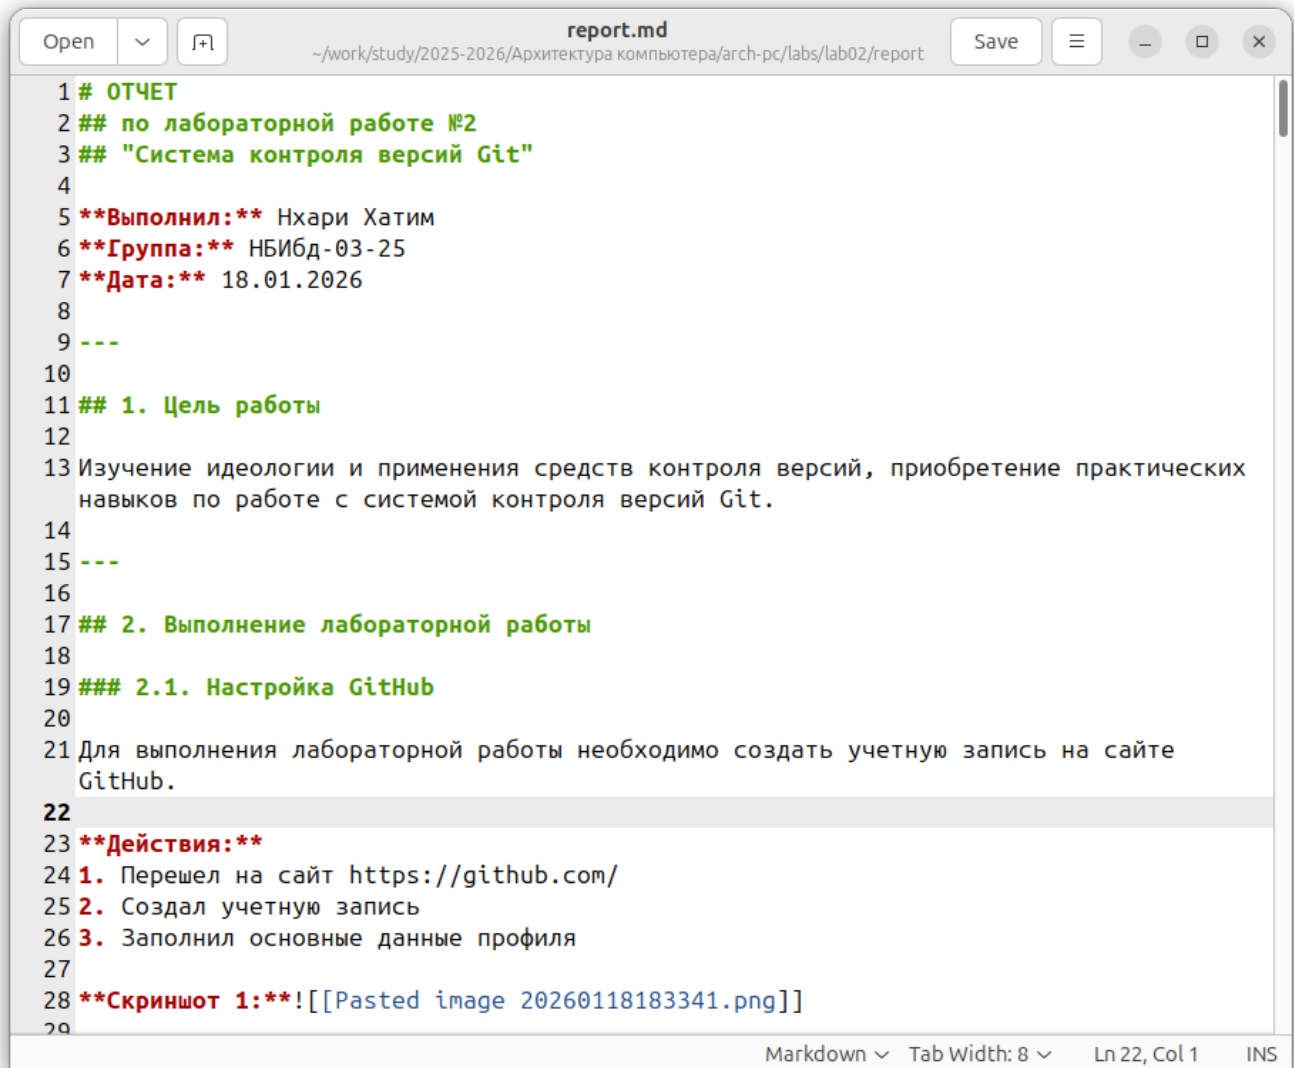 Open
report.md
~/work/study/2025-2026/Архитектура компьютера/arch-pc/labs/lab02/report
Save
1 # ОТЧЕТ
2 ## по лабораторной работе №2
3 ## "Система контроля версий Git"
4
5 **Выполнил:** Нхари Хатим
6 **Группа:** НБИбд-03-25
7 **Дата:** 18.01.2026
8
9 ---
10
11 ## 1. Цель работы
12
13 Изучение идеологии и применения средств контроля версий, приобретение практических
навыков по работе с системой контроля версий Git.
14
15 ---
16
17 ## 2. Выполнение лабораторной работы
18
19 ### 2.1. Настройка GitHub
20
21 Для выполнения лабораторной работы необходимо создать учетную запись на сайте
GitHub.
22
23 **Действия:**
24 1. Перешел на сайт https://github.com/
25 2. Создал учетную запись
26 3. Заполнил основные данные профиля
27
28 **Скриншот 1:**![[Pasted image 20260118183341.png]]
29
Markdown Tab Width: 8 Ln 22, Col 1 INS